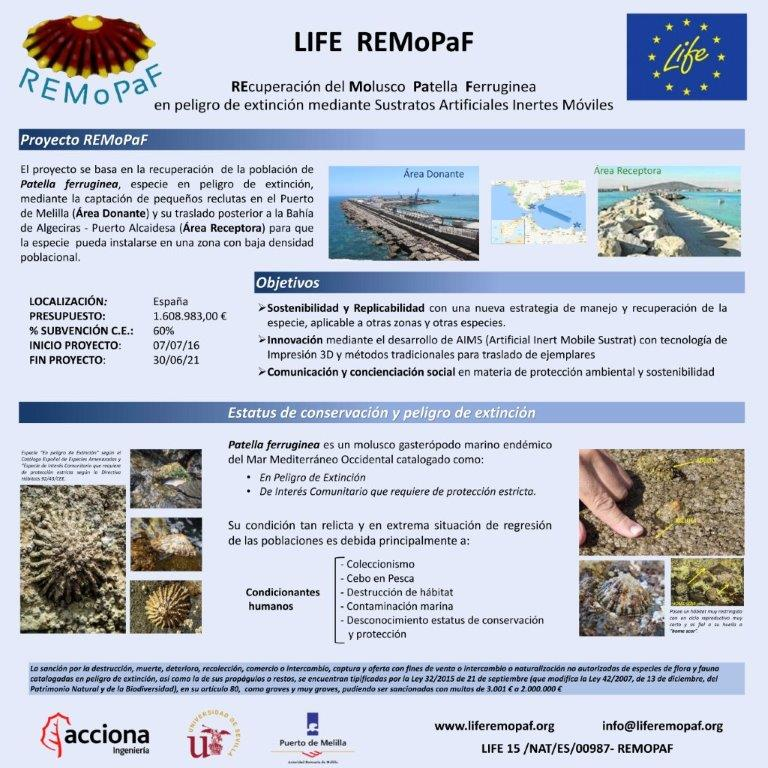 REMoPaF
LIFE REMoPaF
REcuperación del Molusco Patella Ferruginea
en peligro de extinción mediante Sustratos Artificiales Inertes Móviles
Life
Proyecto REMoPaF
El proyecto se basa en la recuperación de la población de
Patella ferruginea, especie en peligro de extinción,
mediante la captación de pequeños reclutas en el Puerto
de Melilla (Área Donante) y su traslado posterior a la Bahía
de Algeciras - Puerto Alcaidesa (Área Receptora) para que
la especie pueda instalarse en una zona con baja densidad
poblacional.
Área Donante
Área Receptora
LOCALIZACIÓN: España
PRESUPUESTO: 1.608.983,00 €
% SUBVENCIÓN C.E.: 60%
INICIO PROYECTO: 07/07/16
FIN PROYECTO: 30/06/21
Objetivos
➢Sostenibilidad y Replicabilidad con una nueva estrategia de manejo y recuperación de la
especie, aplicable a otras zonas y otras especies.
➢Innovación mediante el desarrollo de AIMS (Artificial Inert Mobile Sustrat) con tecnología de
Impresión 3D y métodos tradicionales para traslado de ejemplares
➢Comunicación y concienciación social en materia de protección ambiental y sostenibilidad
Estatus de conservación y peligro de extinción
Especie "En peligro de Extinción" según el
Catálogo Español de Especies Amenazadas y
"Especie de Interés Comunitario que requiere
de protección estricta según la Directiva
Hábitats 92/43/CEE.
Patella ferruginea es un molusco gasterópodo marino endémico
del Mar Mediterráneo Occidental catalogado como:
• En Peligro de Extinción
• De Interés Comunitario que requiere de protección estricta.
Su condición tan relicta y en extrema situación de regresión
de las poblaciones es debida principalmente a:
Condicionantes
humanos
- Coleccionismo
- Cebo en Pesca
- Destrucción de hábitat
- Contaminación marina
- Desconocimiento estatus de conservación
y protección
Posee un hábitat muy restringido
con un ciclo reproductivo muy
corto y es fiel a su huella o
"home scar"
La sanción por la destrucción, muerte, deterioro, recolección, comercio o intercambio, captura y oferta con fines de venta o intercambio o naturalización no autorizadas de especies de flora y fauna
catalogadas en peligro de extinción, así como la de sus propágulos o restos, se encuentran tipificadas por la Ley 32/2015 de 21 de septiembre (que modifica la Ley 42/2007, de 13 de diciembre, del
Patrimonio Natural y de la Biodiversidad), en su artículo 80, como graves y muy graves, pudiendo ser sancionadas con multas de 3.001 € a 2.000.000 €
acciona
Ingeniería
UNIVERSIDAD DE SEVILLA
Puerto de Melilla
Autoridad Portuaria de Melilla
www.liferemopaf.org info@liferemopaf.org
LIFE 15 /NAT/ES/00987- REMOPAF